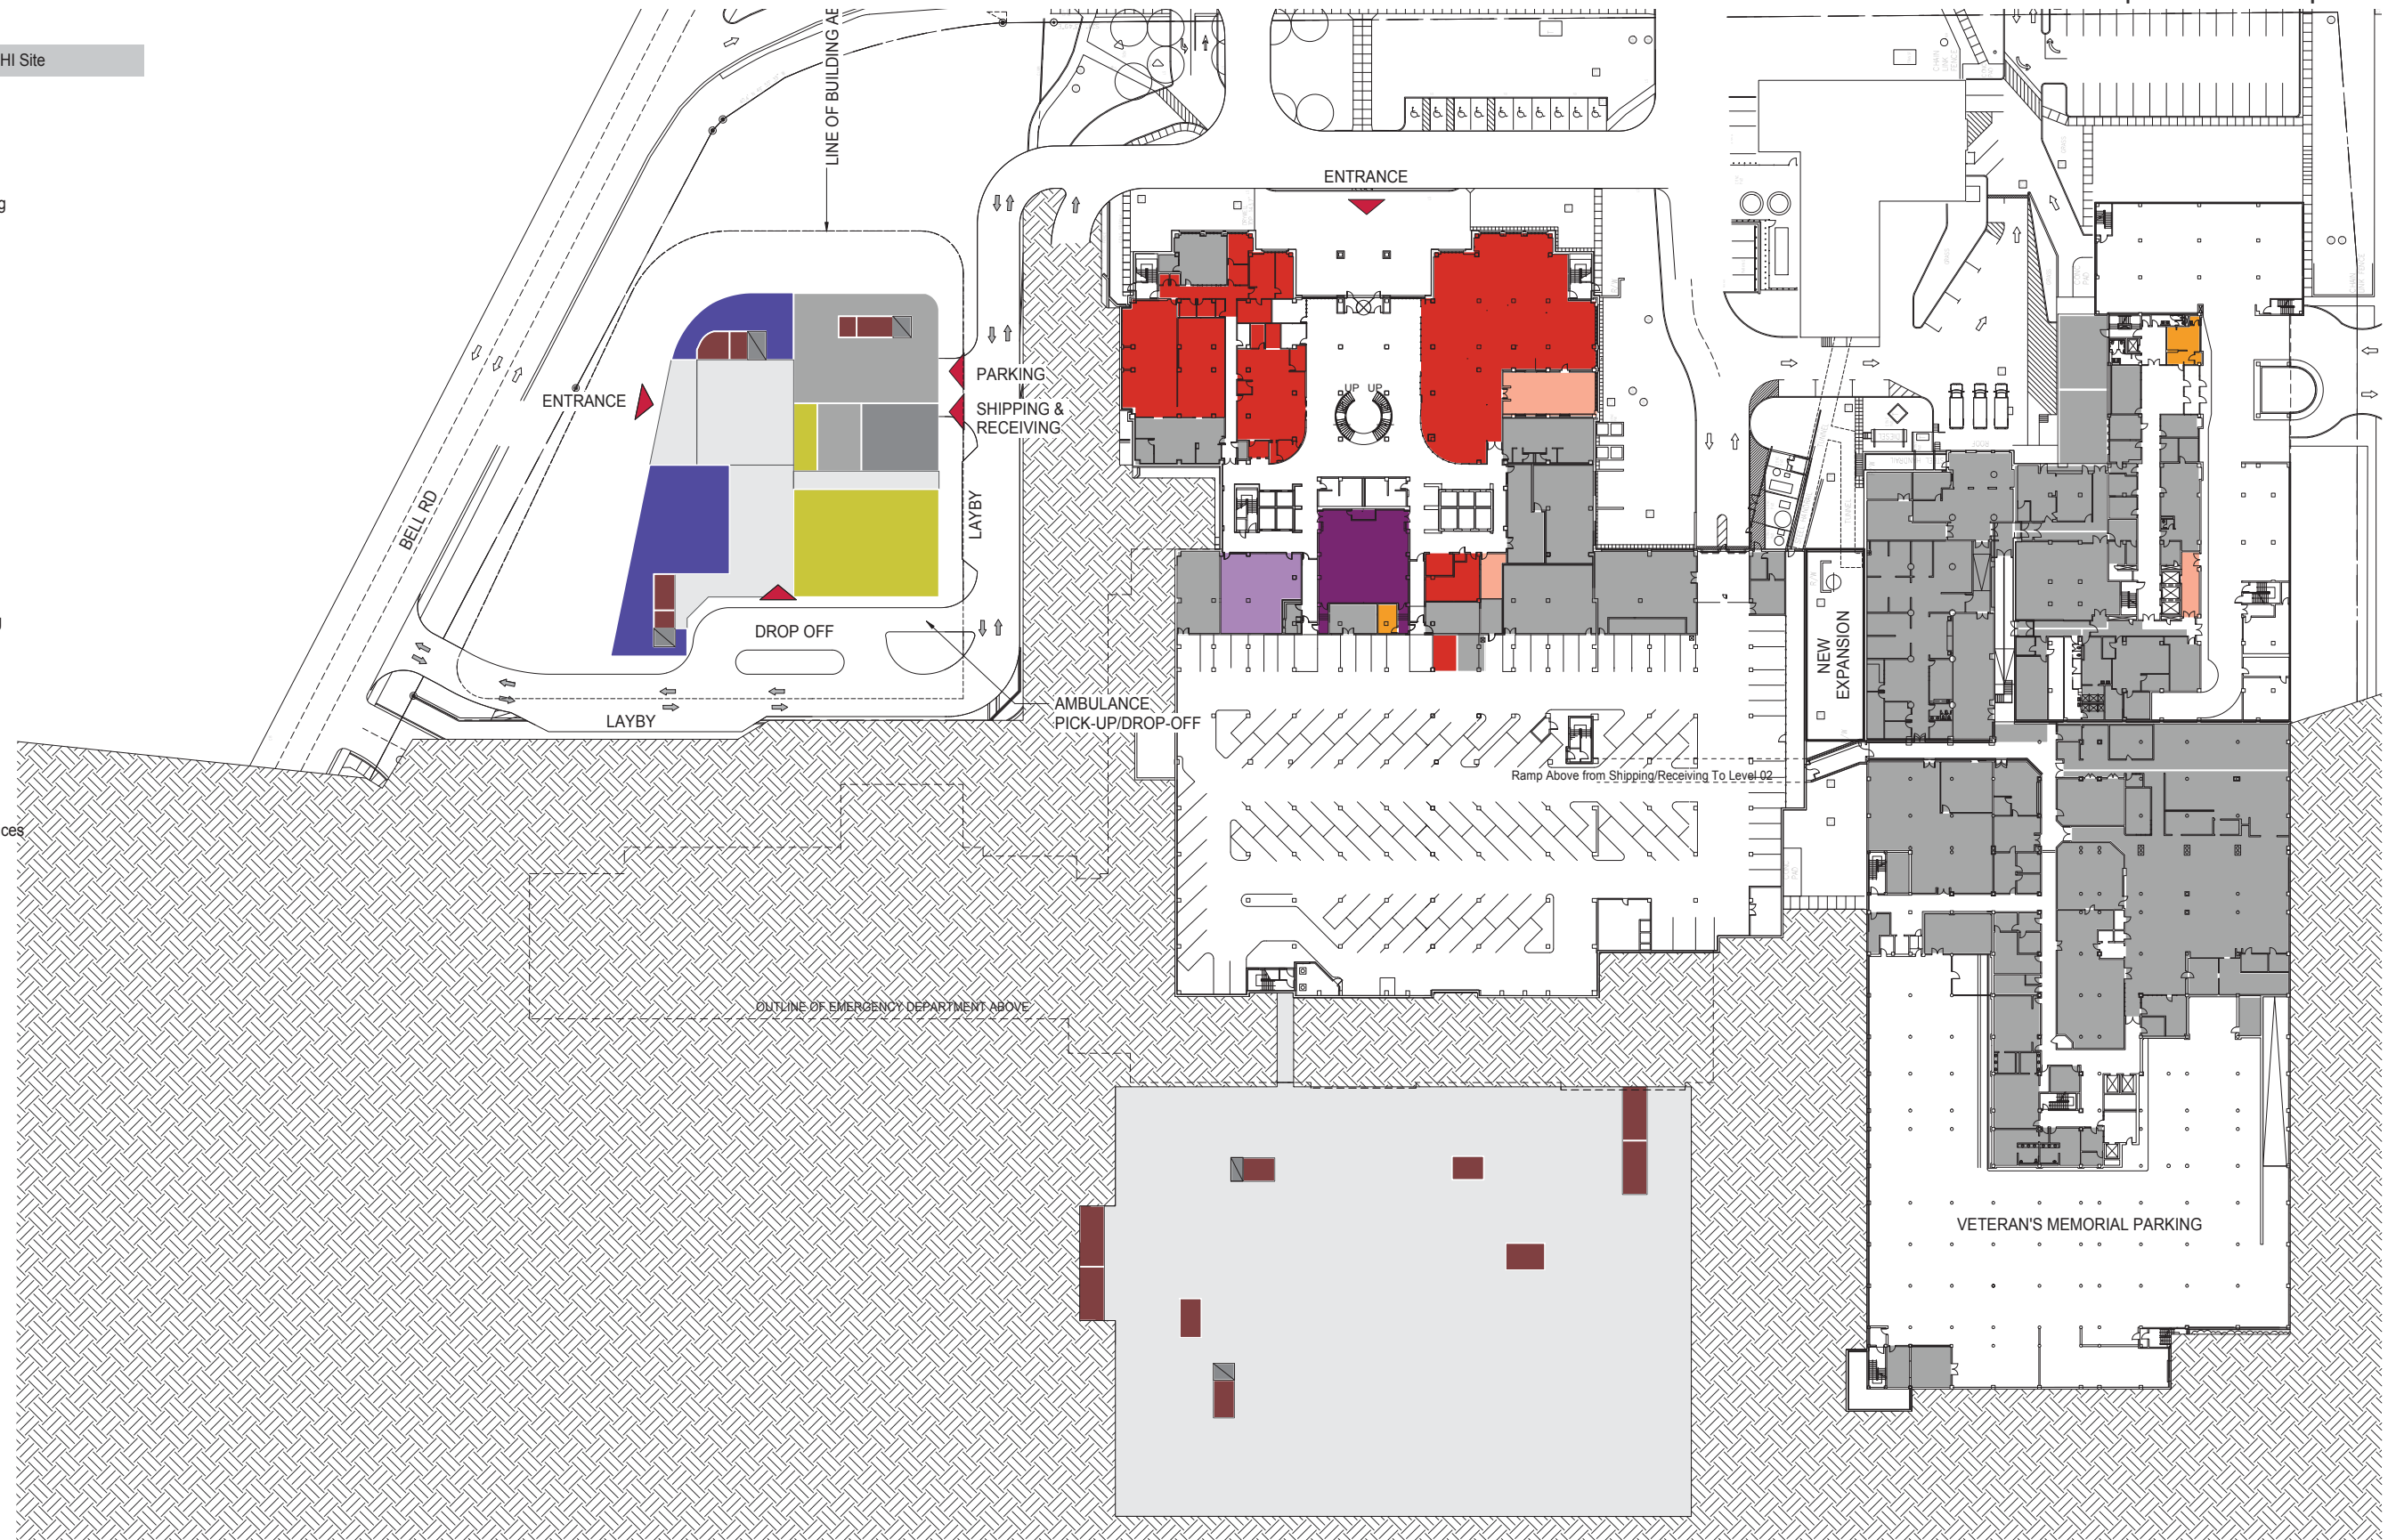 HI Site
g
LINE OF BUILDING AB
ENTRANCE
ENTRANCE
PARKING
SHIPPING &
RECEIVING
UP UP
BELL RD
LAYBY
DROP OFF
LAYBY
AMBULANCE
PICK-UP/DROP-OFF
NEW
EXPANSION
Ramp Above from Shipping/Receiving To Level 02
ces
OUTLINE OF EMERGENCY DEPARTMENT ABOVE
VETERAN'S MEMORIAL PARKING